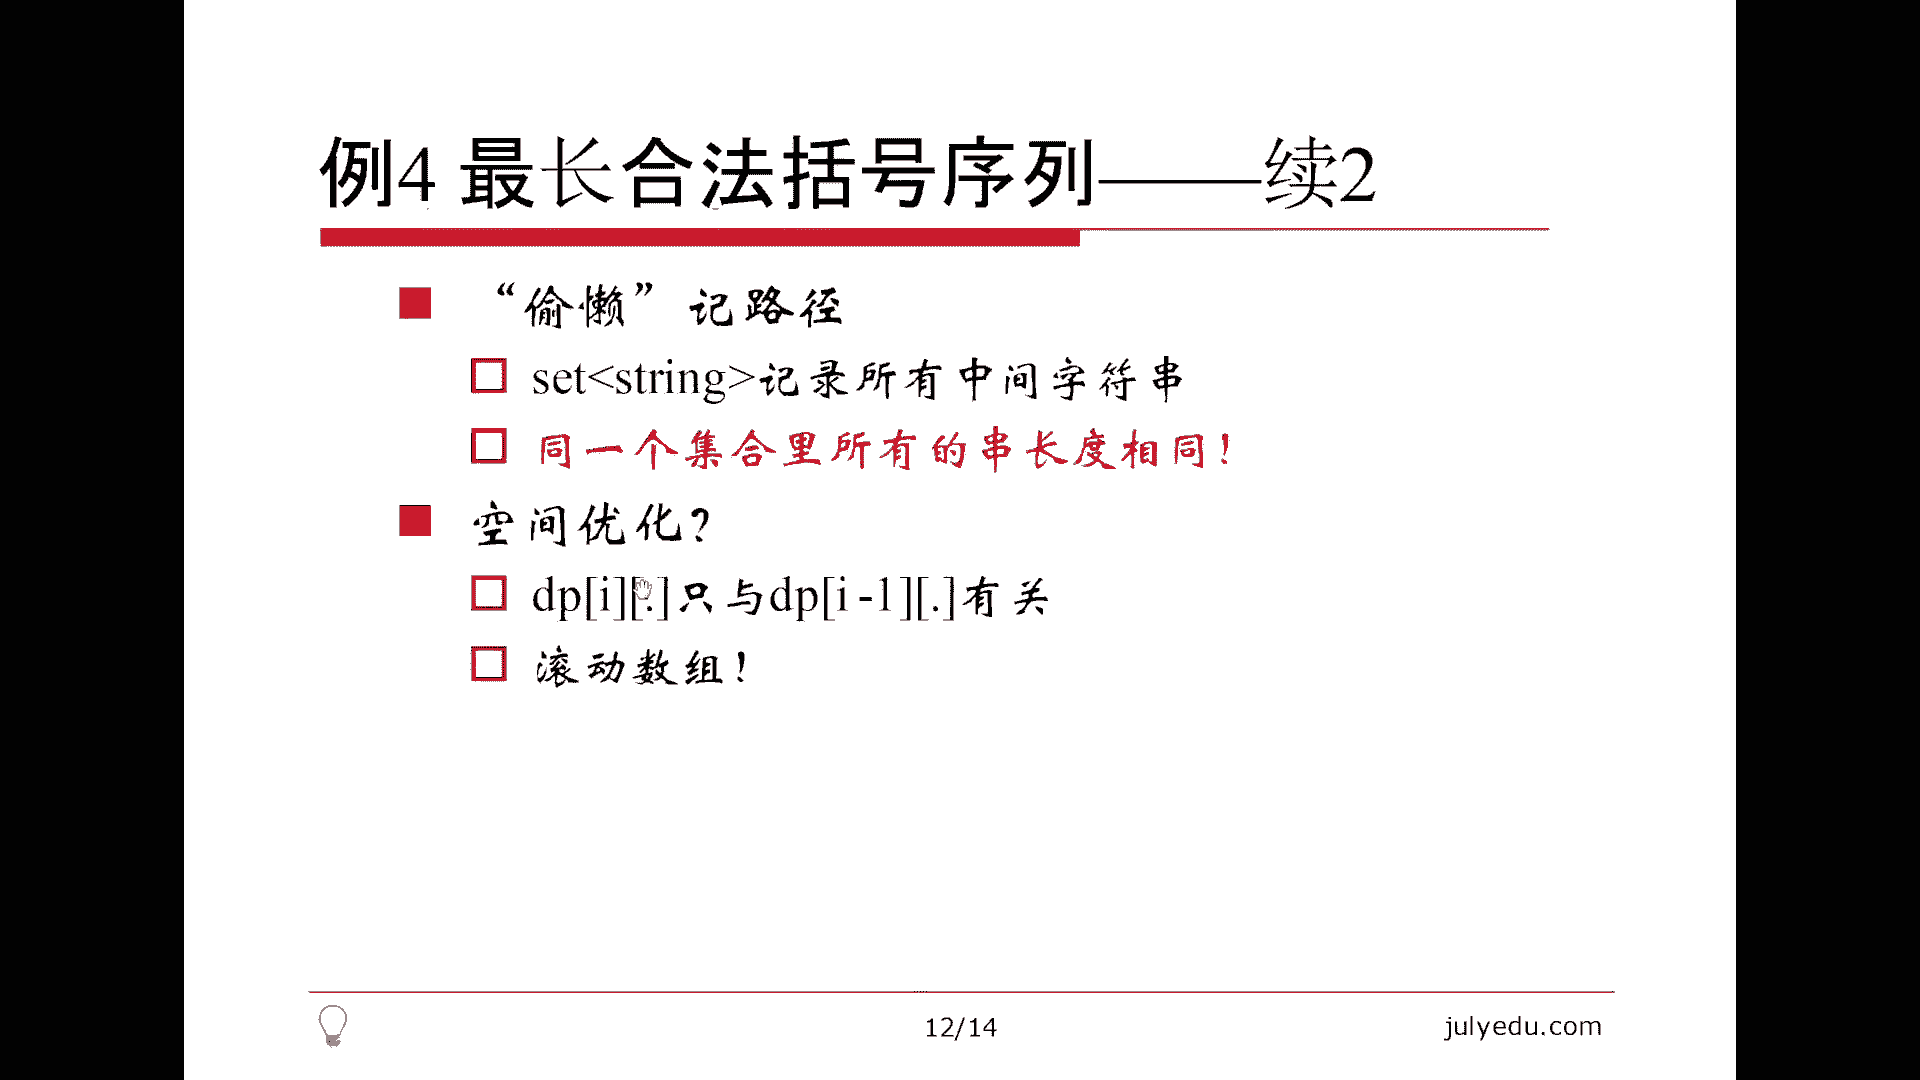 例4 最长合法括号序列——续2
“偷懒”记路径
set<string>记录所有中间字符串
同一个集合里所有的串长度相同！
空间优化？
dp[i][.]只与dp[i-1][.]有关
滚动数组！
12/14
julyedu.com